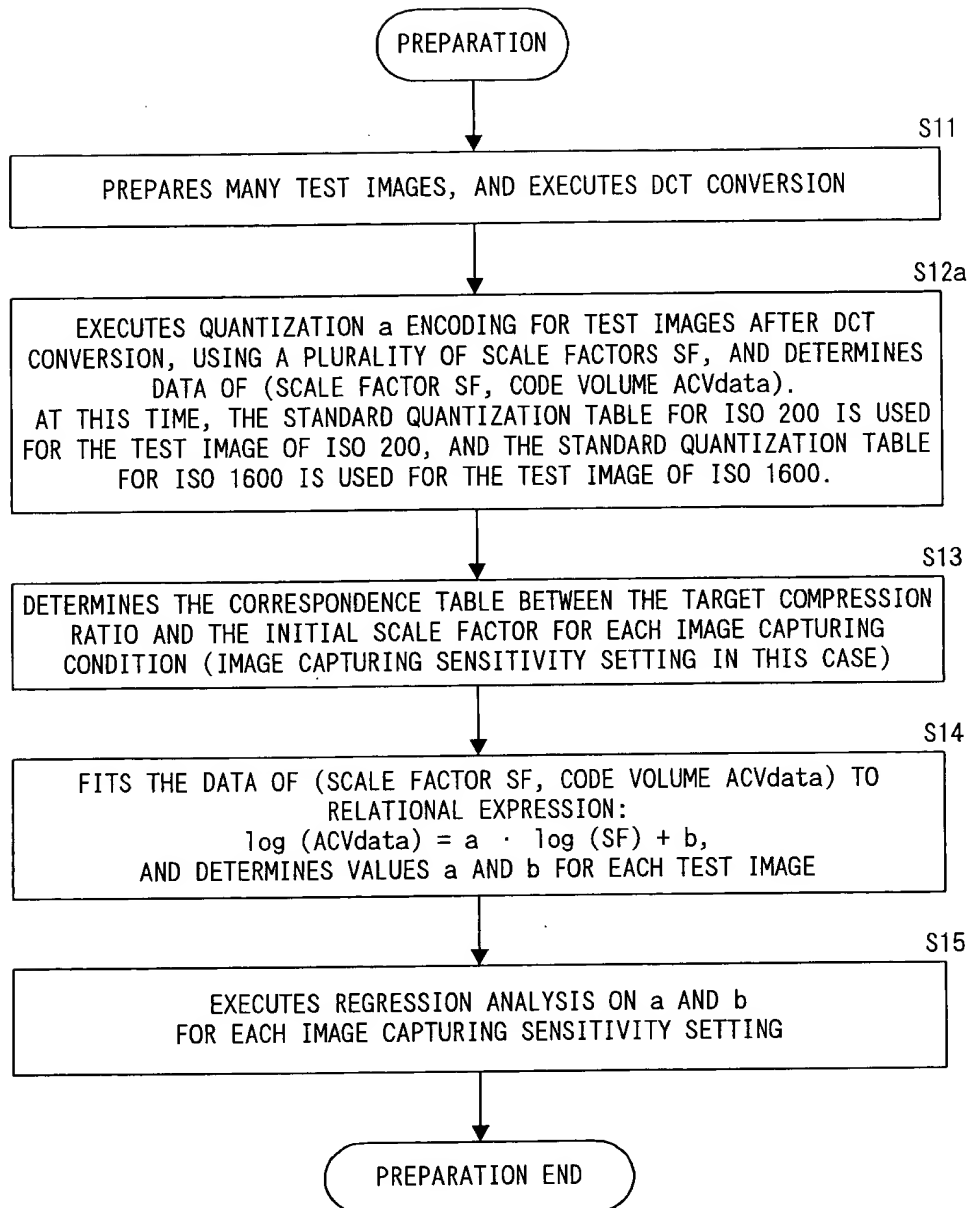 PREPARATION
S11
PREPARES MANY TEST IMAGES, AND EXECUTES DCT CONVERSION
S12a
EXECUTES QUANTIZATION a ENCODING FOR TEST IMAGES AFTER DCT
CONVERSION, USING A PLURALITY OF SCALE FACTORS SF, AND DETERMINES
DATA OF (SCALE FACTOR SF, CODE VOLUME ACVdata).
AT THIS TIME, THE STANDARD QUANTIZATION TABLE FOR ISO 200 IS USED
FOR THE TEST IMAGE OF ISO 200, AND THE STANDARD QUANTIZATION TABLE
FOR ISO 1600 IS USED FOR THE TEST IMAGE OF ISO 1600.
S13
DETERMINES THE CORRESPONDENCE TABLE BETWEEN THE TARGET COMPRESSION
RATIO AND THE INITIAL SCALE FACTOR FOR EACH IMAGE CAPTURING
CONDITION (IMAGE CAPTURING SENSITIVITY SETTING IN THIS CASE)
S14
FITS THE DATA OF (SCALE FACTOR SF, CODE VOLUME ACVdata) TO
RELATIONAL EXPRESSION:
log (ACVdata) = a · log (SF) + b,
AND DETERMINES VALUES a AND b FOR EACH TEST IMAGE
S15
EXECUTES REGRESSION ANALYSIS ON a AND b
FOR EACH IMAGE CAPTURING SENSITIVITY SETTING
PREPARATION END